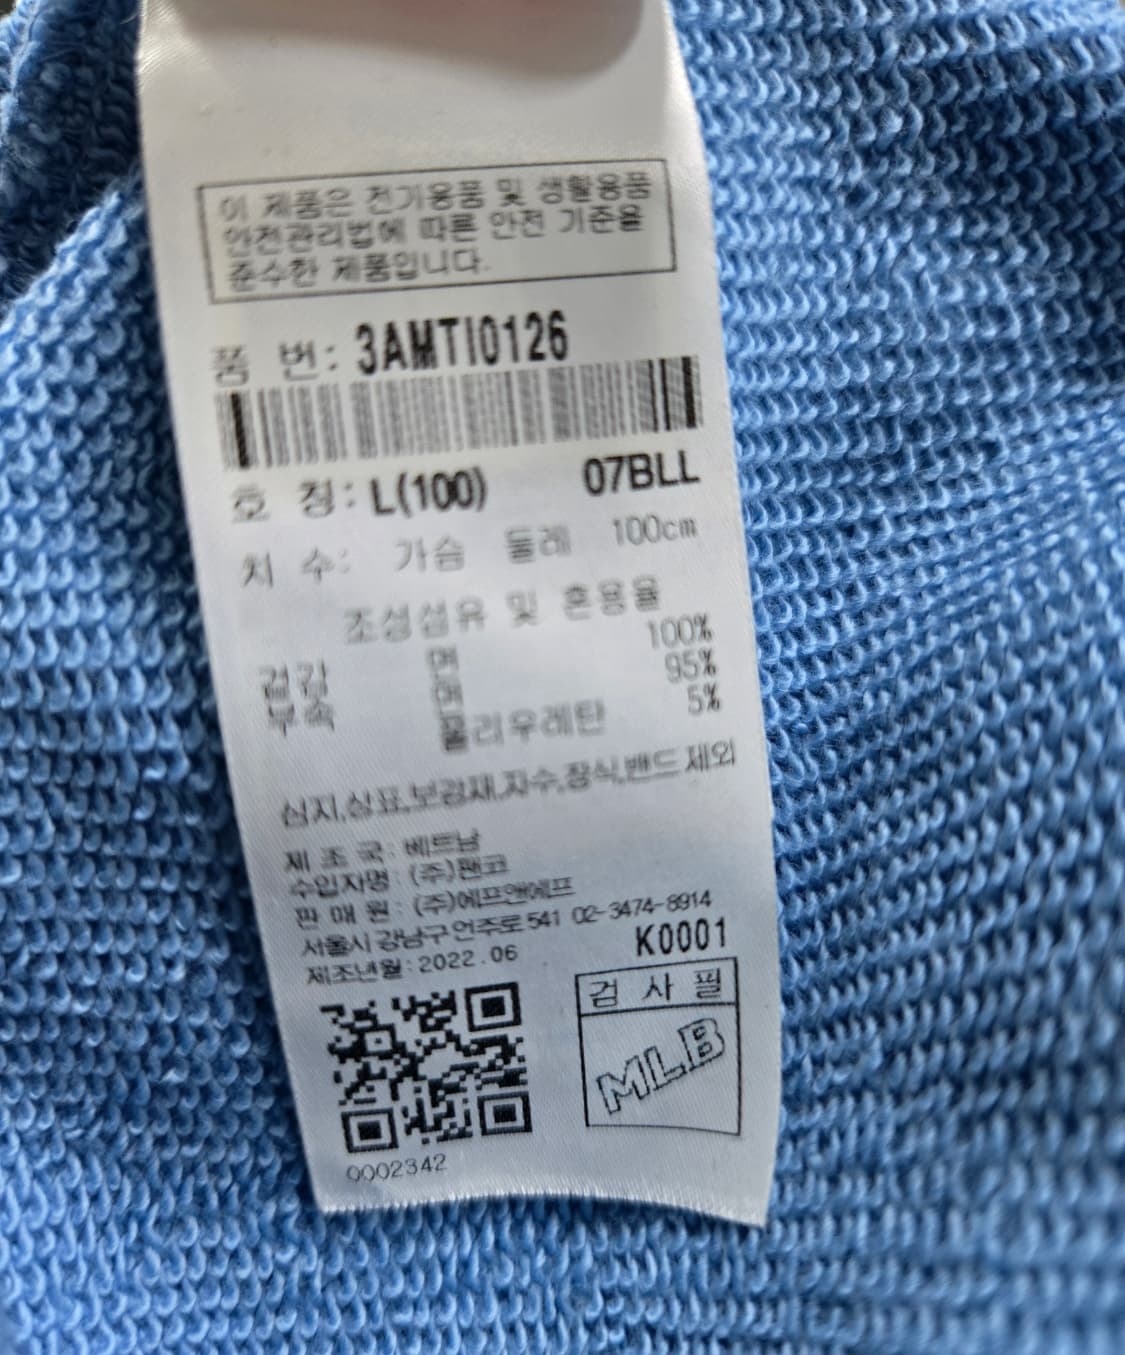 이 제품은 전기용품 및 생활용품
안전관리법에 따른 안전 기준을
준수한 제품입니다.
품 번: 3AMTI0126
호 칭: L(100) 07BLL
치 수: 가슴 둘레 100cm
조성섬유 및 혼용율
겉감 면 100%
부속 면 95%
폴리우레탄 5%
심지,상표,보강재,자수,장식,밴드 제외
제 조 국: 베트남
수입자명: (주)팬코
판 매 원: (주)에프앤에프
서울시 강남구 언주로 541 02-3474-8914
제조년월: 2022.06 K0001
검 사 필
MLB
0002342